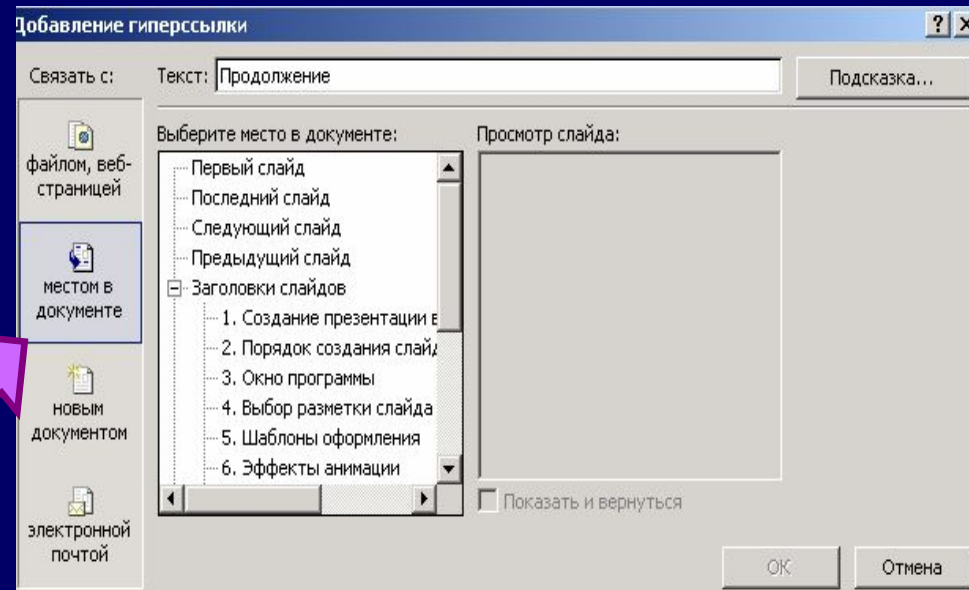 Добавление гиперссылки
Связать с:
Текст: Продолжение
Подсказка...
файлом, веб-
страницей
местом в
документе
новым
документом
электронной
почтой
Выберите место в документе:
Первый слайд
Последний слайд
Следующий слайд
Предыдущий слайд
Заголовки слайдов
1. Создание презентации в
2. Порядок создания
3. Окно программы
4. Выбор разметки слайда
5. Шаблоны оформления
6. Эффекты анимации
Просмотр слайда:
Показать и вернуться
ОК
Отмена